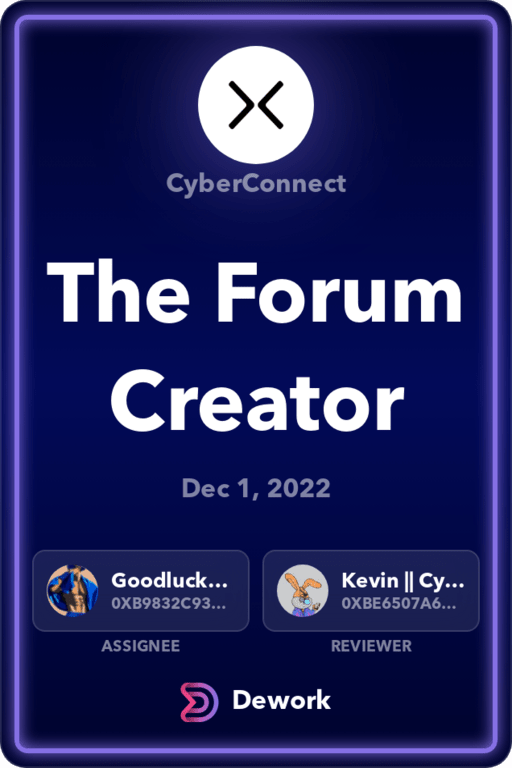 CyberConnect
The Forum
Creator
Dec 1, 2022
Goodluck...
0XB9832C93...
ASSIGNEE
Kevin || Cy...
0XBE6507A6...
REVIEWER
Dework